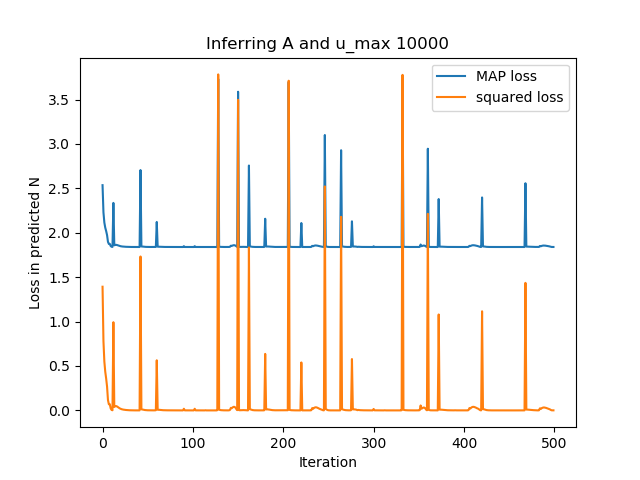 Inferring A and u_max 10000
MAP loss
squared loss
Loss in predicted N
3.5
3.0
2.5
2.0
1.5
1.0
0.5
0.0
0 100 200 300 400 500
Iteration